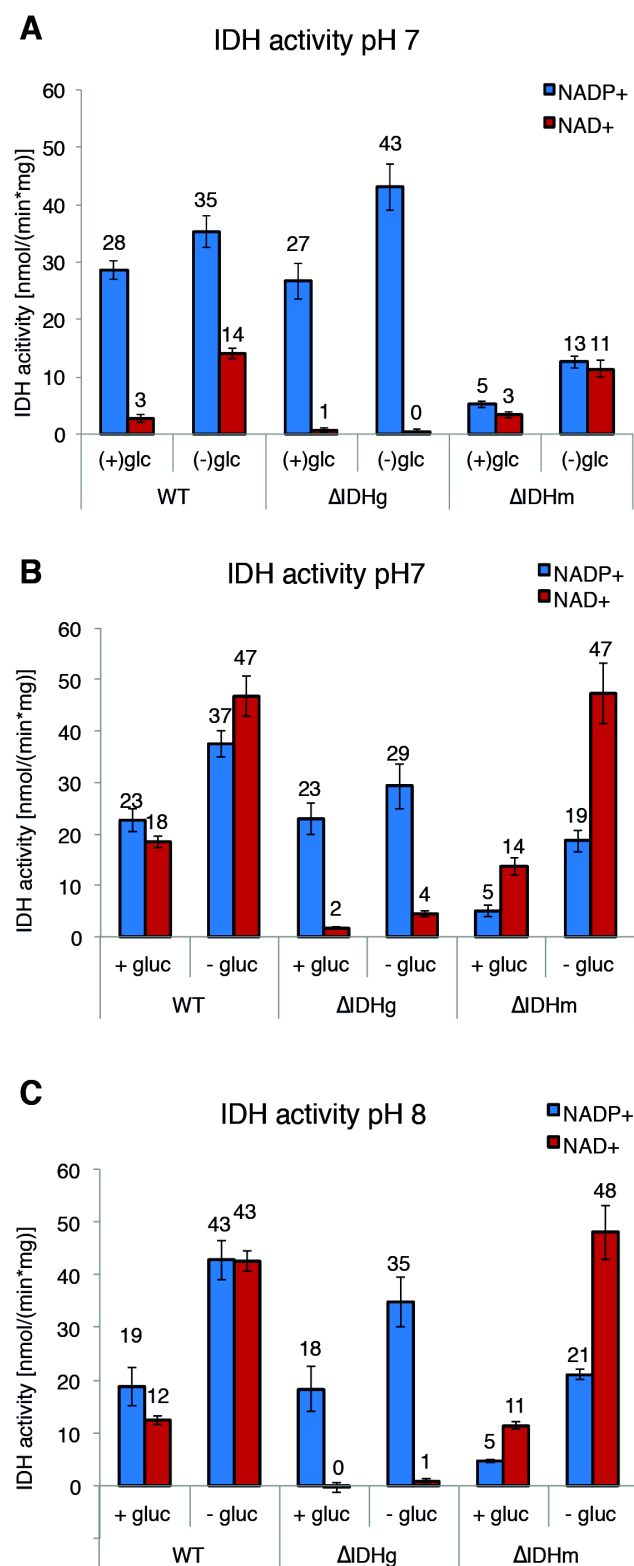 A
IDH activity pH 7
NADP+
NAD+
IDH acitivity [nmol/(min*mg)]
60
50
40
30
20
10
0
28
3
35
14
27
1
43
0
5
3
13
11
(+)glc
(-)glc
(+)glc
(-)glc
(+)glc
(-)glc
WT
ΔIDHg
ΔIDHm
B
IDH activity pH7
NADP+
NAD+
IDH activity [nmol/(min*mg)]
60
50
40
30
20
10
0
23
18
37
47
23
2
29
4
5
14
19
47
+ gluc
- gluc
+ gluc
- gluc
+ gluc
- gluc
WT
ΔIDHg
ΔIDHm
C
IDH activity pH 8
NADP+
NAD+
IDH activity [nmol/(min*mg)]
60
50
40
30
20
10
0
19
12
43
43
18
0
35
1
5
11
21
48
+ gluc
- gluc
+ gluc
- gluc
+ gluc
- gluc
WT
ΔIDHg
ΔIDHm